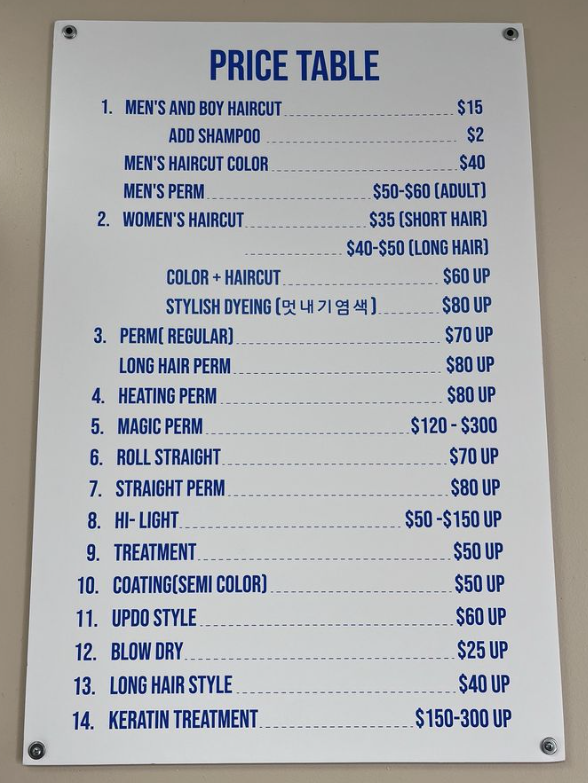 PRICE TABLE
1. MEN'S AND BOY HAIRCUT $15
ADD SHAMPOO $2
MEN'S HAIRCUT COLOR $40
MEN'S PERM $50-$60 (ADULT)
2. WOMEN'S HAIRCUT $35 (SHORT HAIR)
$40-$50 (LONG HAIR)
COLOR + HAIRCUT $60 UP
STYLISH DYEING (멋내기염색) $80 UP
3. PERM( REGULAR) $70 UP
LONG HAIR PERM $80 UP
4. HEATING PERM $80 UP
5. MAGIC PERM $120 - $300
6. ROLL STRAIGHT $70 UP
7. STRAIGHT PERM $80 UP
8. HI- LIGHT $50 -$150 UP
9. TREATMENT $50 UP
10. COATING(SEMI COLOR) $50 UP
11. UPDO STYLE $60 UP
12. BLOW DRY $25 UP
13. LONG HAIR STYLE $40 UP
14. KERATIN TREATMENT $150-300 UP